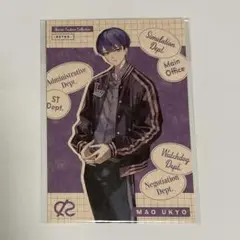 Simulation
Dept.
Main
Office
Administrative
Dept.
ST
Dept.
Watchdog
Dept.
Negotiation
Dept.
MAO UKYO